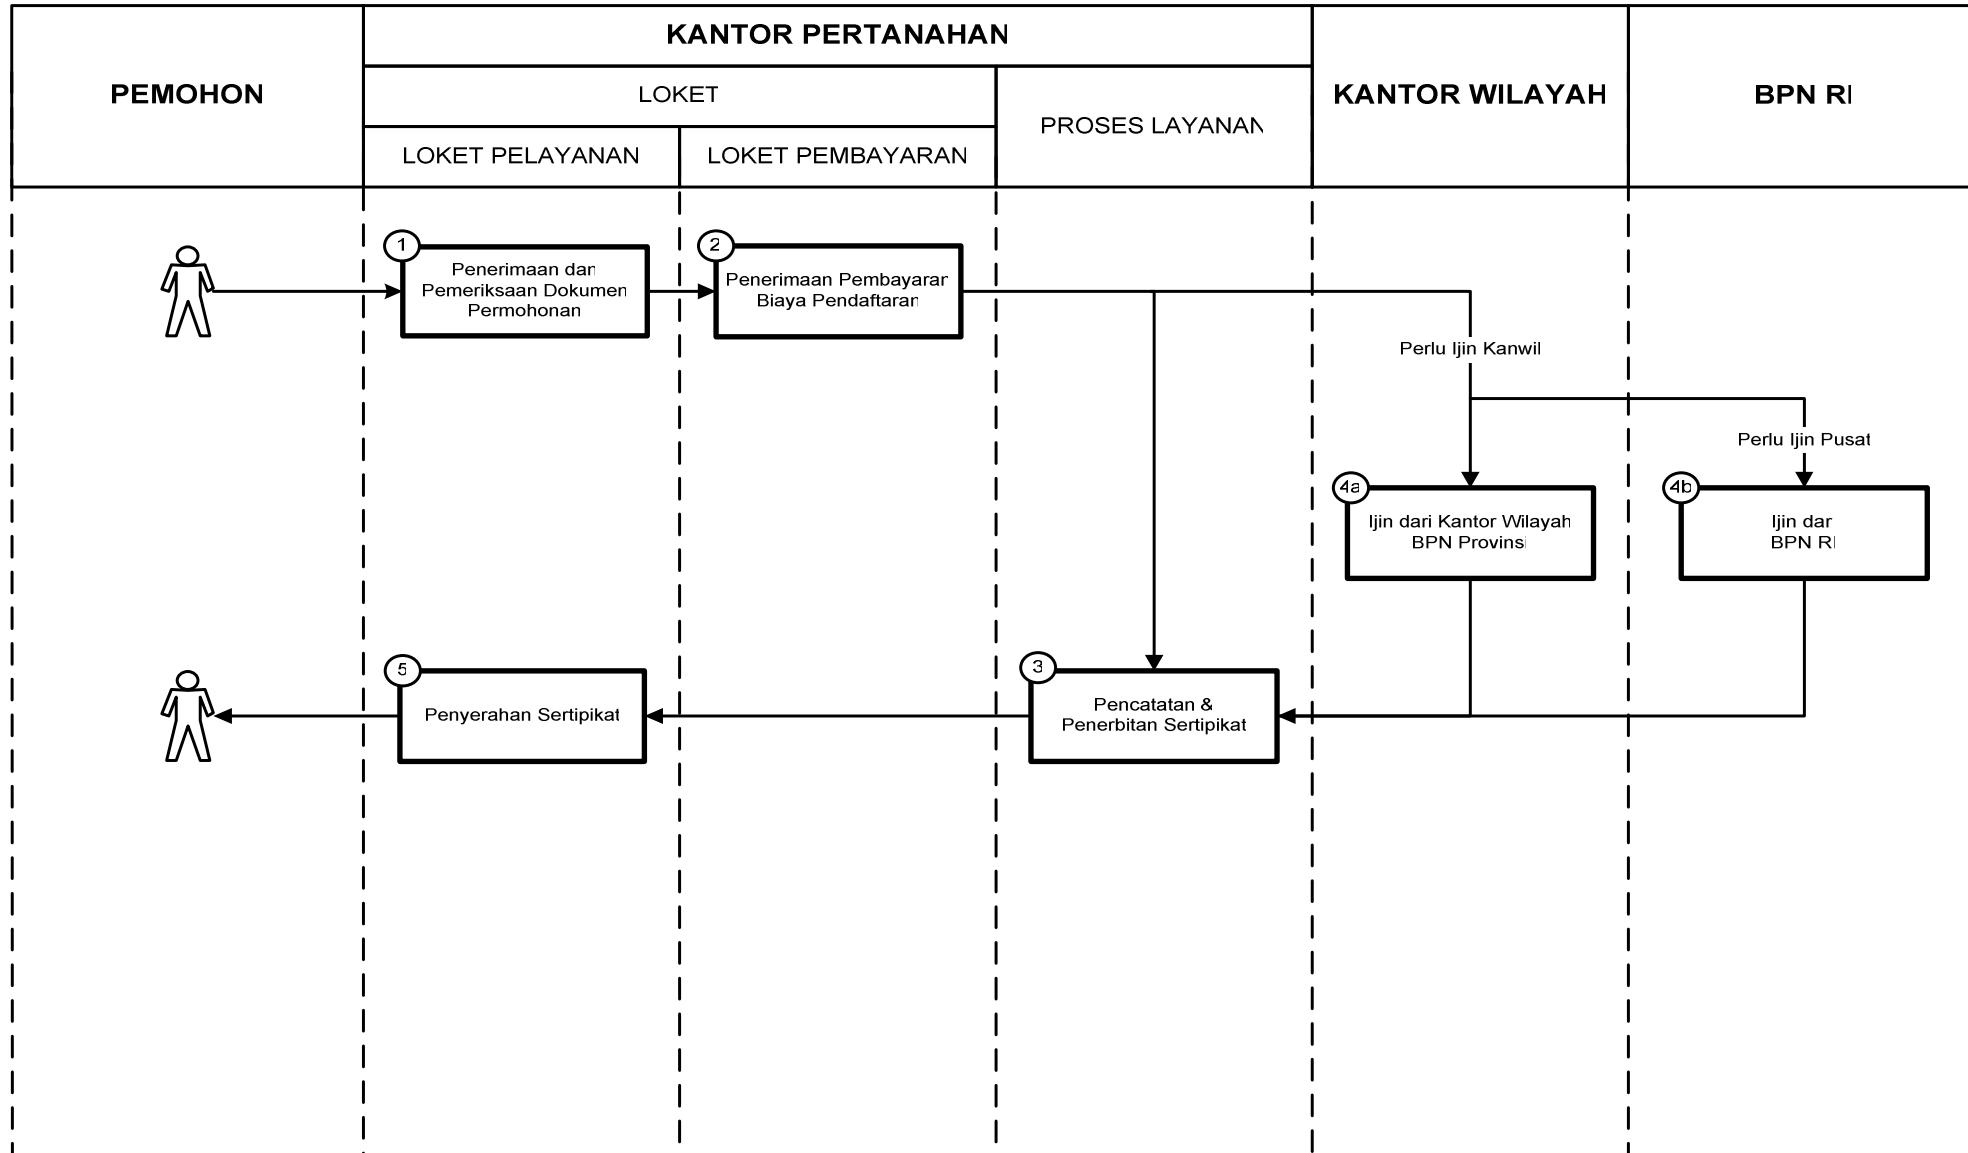 KANTOR PERTANAHAN
PEMOHON
LOKET
KANTOR WILAYAH
BPN RI
PROSES LAYANAN
LOKET PELAYANAN
LOKET PEMBAYARAN
1
Penerimaan dan
Pemeriksaan Dokumen
Permohonan
2
Penerimaan Pembayaran
Biaya Pendaftaran
Perlu Ijin Kanwil
Perlu Ijin Pusat
4a
Ijin dari Kantor Wilayah
BPN Provinsi
4b
Ijin dar
BPN RI
5
Penyerahan Sertipikat
3
Pencatatan &
Penerbitan Sertipikat